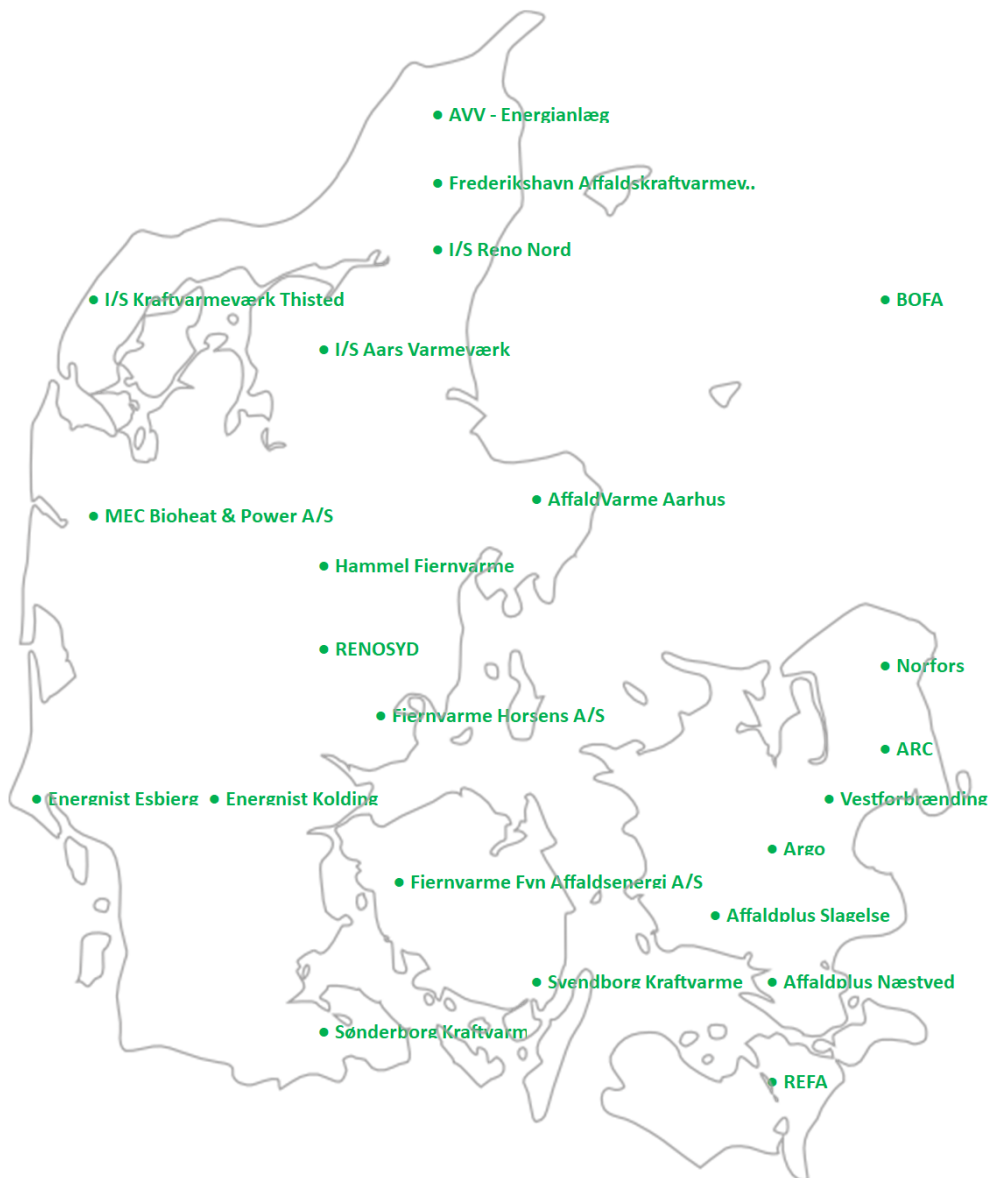 AVV - Energianlæg
Frederikshavn Affaldskraftvarmev..
I/S Reno Nord
I/S Kraftvarmeværk Thisted
BOFA
I/S Aars Varmeværk
AffaldVarme Aarhus
MEC Bioheat & Power A/S
Hammel Fjernvarme
RENOSYD
Norfors
Fjernvarme Horsens A/S
ARC
Energnist Esbjerg
Energnist Kolding
Vestforbrænding
Argo
Fjernvarme Fyn Affaldsenergi A/S
Affaldplus Slagelse
Svendborg Kraftvarme
Affaldplus Næstved
Sønderborg Kraftvarm
REFA